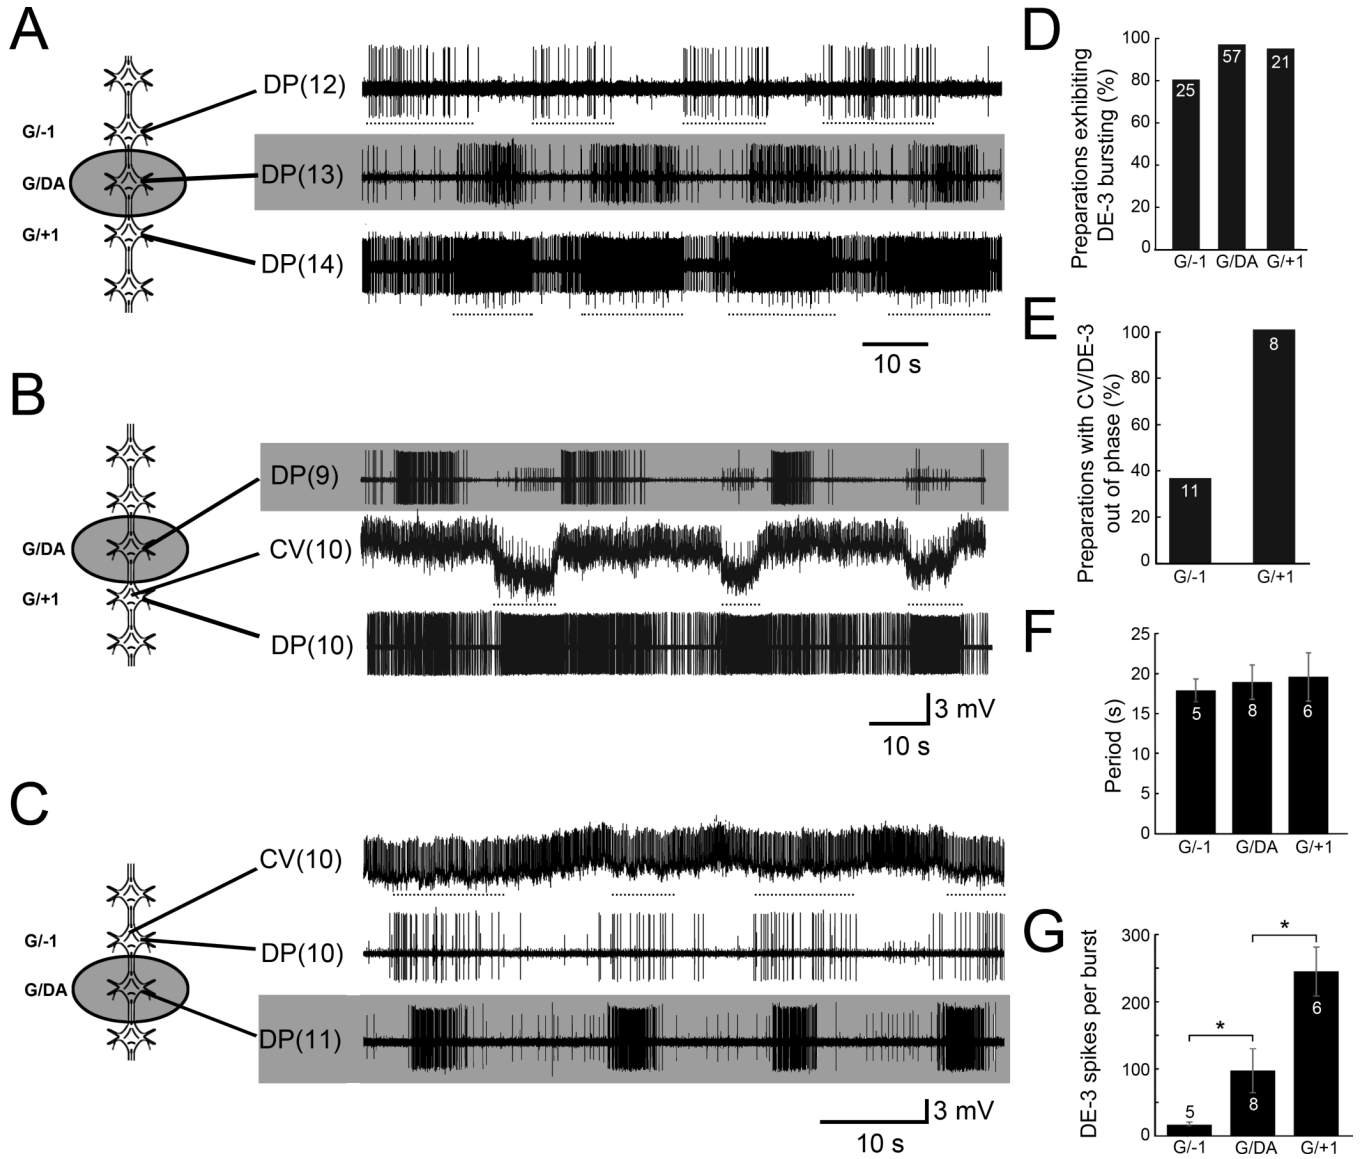 A
G/-1
G/DA
G/+1
DP(12)
DP(13)
DP(14)
10 s
B
G/DA
G/+1
DP(9)
CV(10)
DP(10)
3 mV
10 s
C
G/-1
G/DA
CV(10)
DP(10)
DP(11)
3 mV
10 s
D
Preparations exhibiting
DE-3 bursting (%)
100
80
60
40
20
0
25
57
21
G/-1 G/DA G/+1
E
Preparations with CV/DE-3
out of phase (%)
100
80
60
40
20
0
11
8
G/-1 G/+1
F
Period (s)
25
20
15
10
5
0
5
8
6
G/-1 G/DA G/+1
G
DE-3 spikes per burst
300
200
100
0
*
*
5
8
6
G/-1 G/DA G/+1